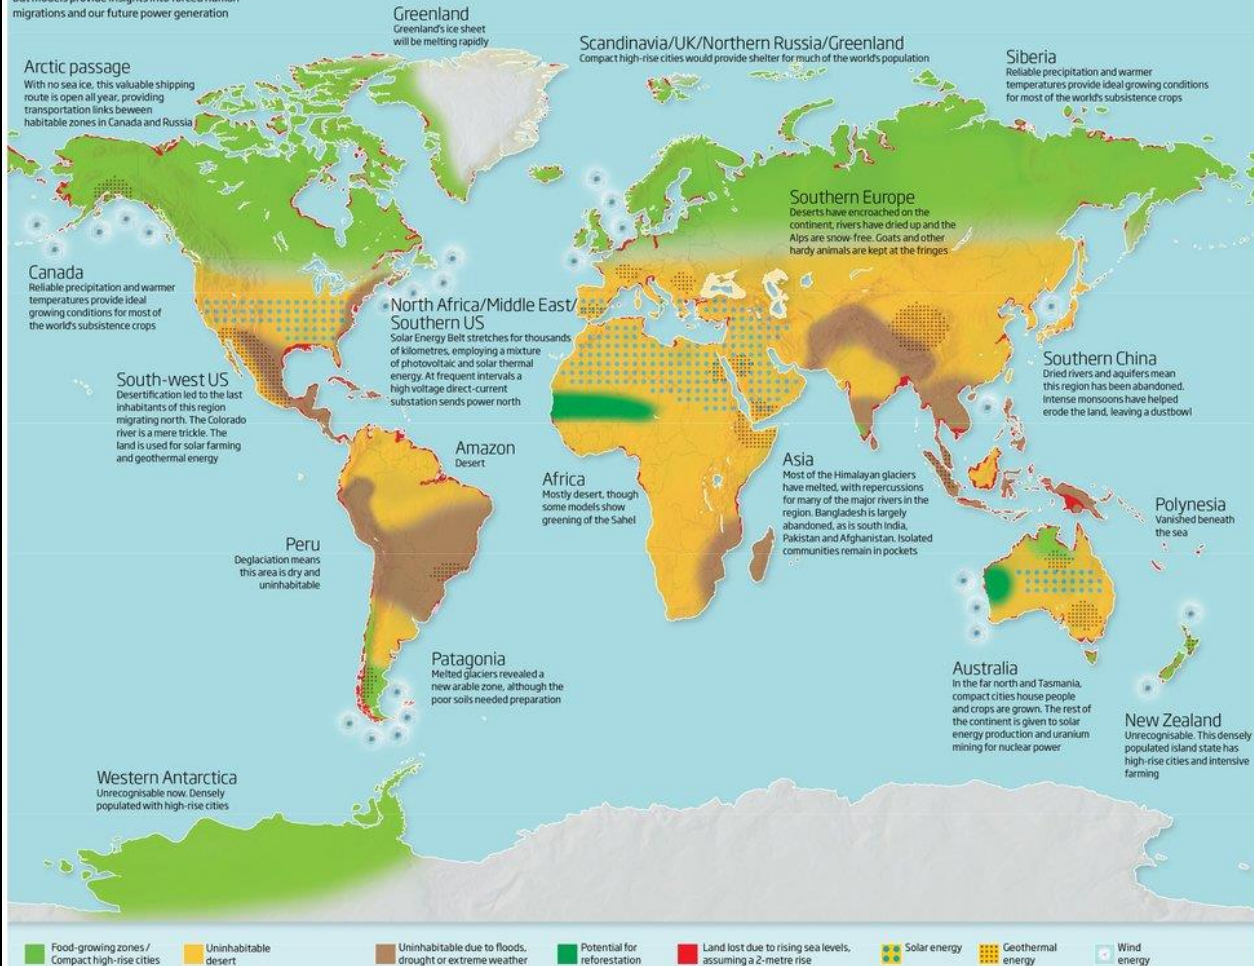 but models provide insights into forced human
migrations and our future power generation
Greenland
Greenland's ice sheet
will be melting rapidly
Scandinavia/UK/Northern Russia/Greenland
Compact high-rise cities would provide shelter for much of the world's population
Siberia
Reliable precipitation and warmer
temperatures provide ideal growing conditions
for most of the world's subsistence crops
Arctic passage
With no sea ice, this valuable shipping
route is open all year, providing
transportation links beween
habitable zones in Canada and Russia
Southern Europe
Deserts have encroached on the
continent, rivers have dried up and the
Alps are snow-free. Goats and other
hardy animals are kept at the fringes
Canada
Reliable precipitation and warmer
temperatures provide ideal
growing conditions for most of
the world's subsistence crops
North Africa/Middle East/
Southern US
Solar Energy Belt stretches for thousands
of kilometres, employing a mixture
of photovoltaic and solar thermal
energy. At frequent intervals a
high voltage direct-current
substation sends power north
South-west US
Desertification led to the last
inhabitants of this region
migrating north. The Colorado
river is a mere trickle. The
land is used for solar farming
and geothermal energy
Southern China
Dried rivers and aquifers mean
this region has been abandoned.
Intense monsoons have helped
erode the land, leaving a dustbowl
Amazon
Desert
Africa
Mostly desert, though
some models show
greening of the Sahel
Asia
Most of the Himalayan glaciers
have melted, with repercussions
for many of the major rivers in the
region. Bangladesh is largely
abandoned, as is south India,
Pakistan and Afghanistan. Isolated
communities remain in pockets
Polynesia
Vanished beneath
the sea
Peru
Deglaciation means
this area is dry and
uninhabitable
Patagonia
Melted glaciers revealed a
new arable zone, although the
poor soils needed preparation
Australia
In the far north and Tasmania,
compact cities house people
and crops are grown. The rest of
the continent is given to solar
energy production and uranium
mining for nuclear power
New Zealand
Unrecognisable. This densely
populated island state has
high-rise cities and intensive
farming
Western Antarctica
Unrecognisable now. Densely
populated with high-rise cities
Food-growing zones /
Compact high-rise cities
Uninhabitable
desert
Uninhabitable due to floods,
drought or extreme weather
Potential for
reforestation
Land lost due to rising sea levels,
assuming a 2-metre rise
Solar energy
Geothermal
energy
Wind
energy